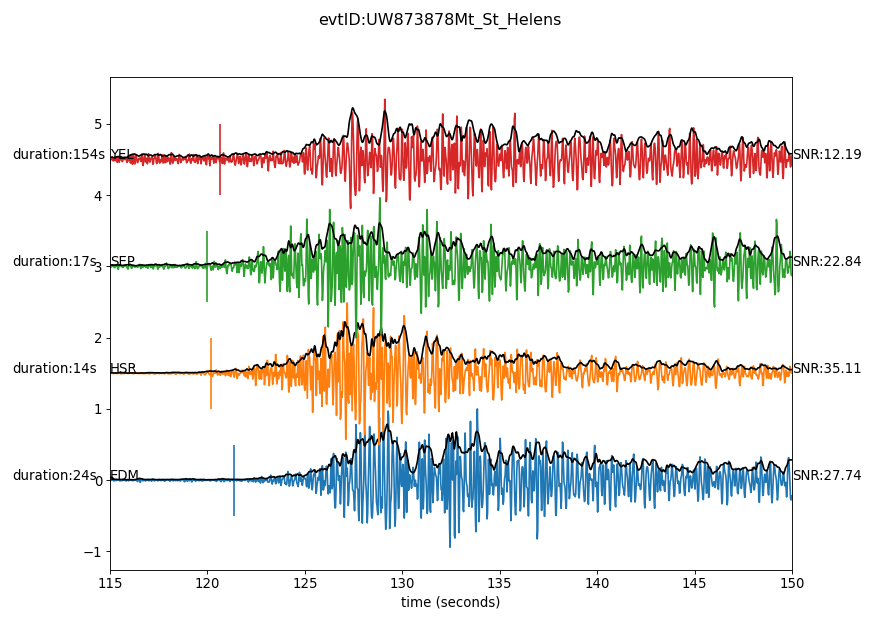 evtID:UW873878Mt_St_Helens
5
duration:154s YEL SNR:12.19
4
duration:17s SEP SNR:22.84
3
2
duration:14s HSR SNR:35.11
1
duration:24s EDM SNR:27.74
0
−1
115 120 125 130 135 140 145 150
time (seconds)